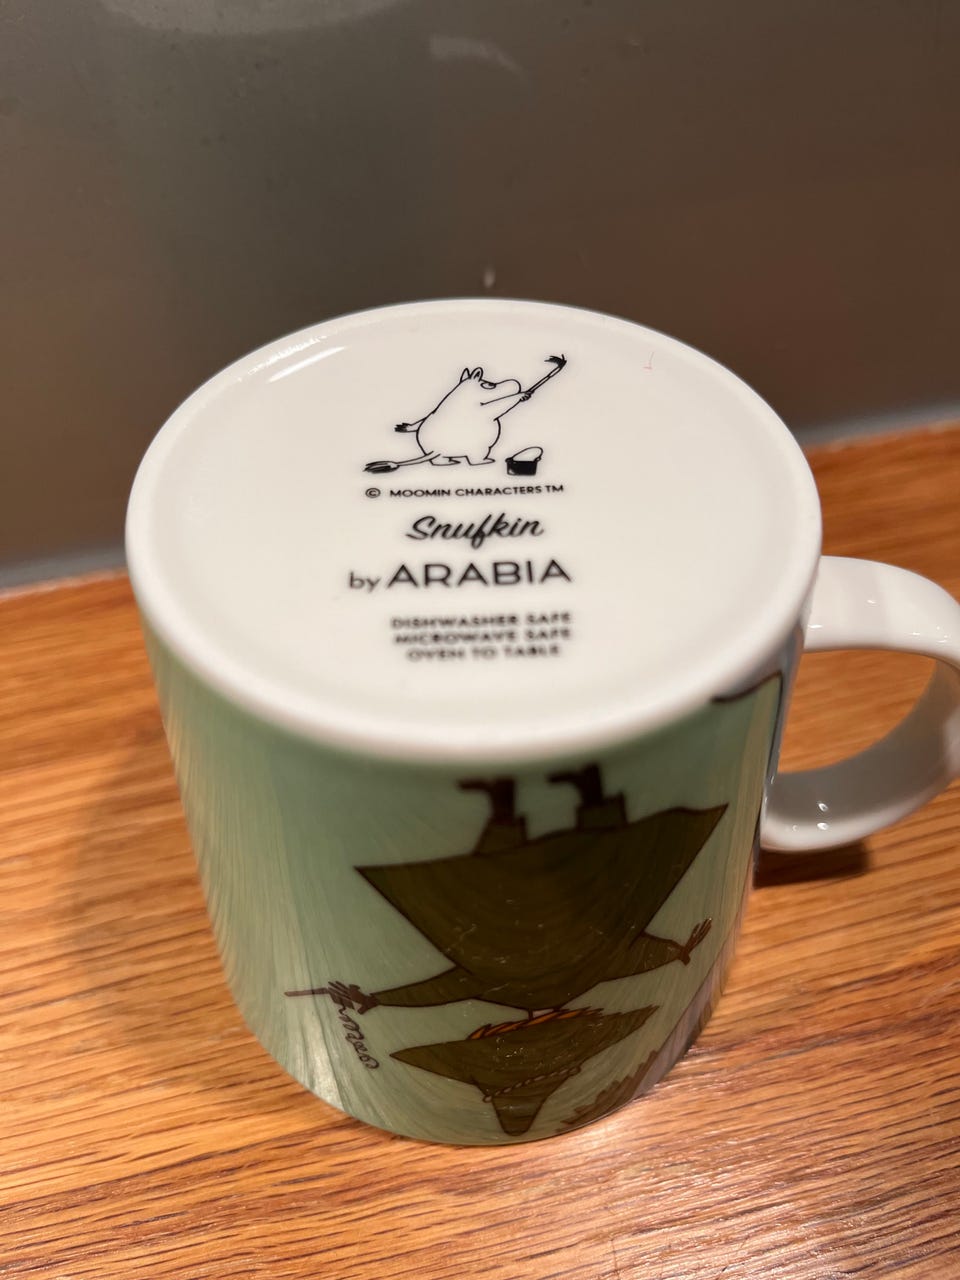 © MOOMIN CHARACTERS TM
Snufkin
by ARABIA
DISHWASHER SAFE
MICROWAVE SAFE
OVEN TO TABLE